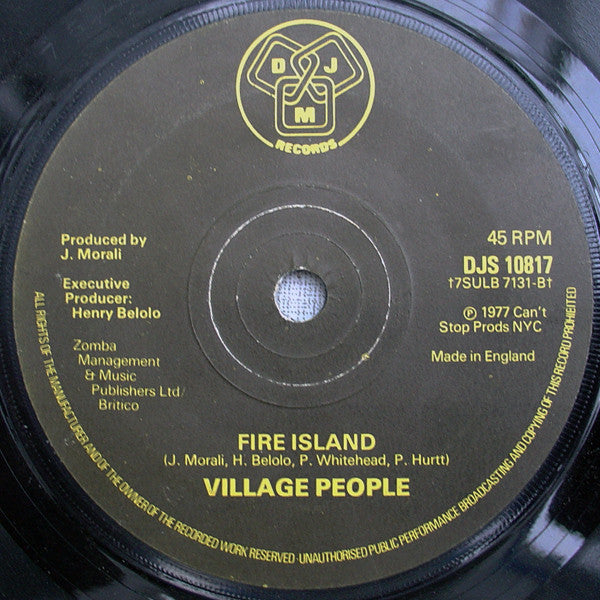 D J
M
RECORDS
Produced by
J. Morali
Executive
Producer:
Henry Belolo
Zomba
Management
& Music
Publishers Ltd/
Britico
45 RPM
DJS 10817
†7SULB 7131-B†
℗ 1977 Can't
Stop Prods NYC
Made in England
FIRE ISLAND
(J. Morali, H. Belolo, P. Whitehead, P. Hurtt)
VILLAGE PEOPLE
ALL RIGHTS OF THE MANUFACTURER AND OF THE OWNER OF THE RECORDED WORK RESERVED · UNAUTHORISED PUBLIC PERFORMANCE BROADCASTING AND COPYING OF THIS RECORD PROHIBITED